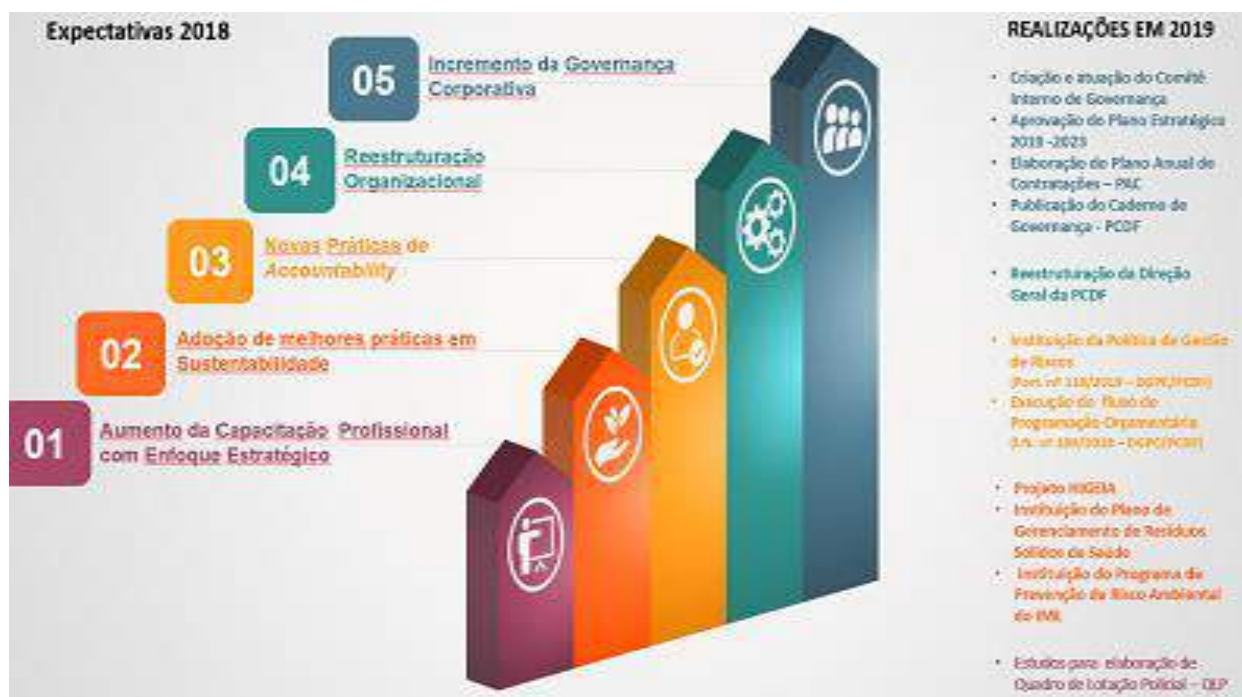 Expectativas 2018
05
Incremento da Governança
Corporativa
04
Reestruturação
Organizacional
03
Novas Práticas de
Accountability
02
Adoção de melhores práticas em
Sustentabilidade
01
Aumento da Capacitação Profissional
com Enfoque Estratégico
REALIZAÇÕES EM 2019
• Criação e atuação do Comitê
Interno de Governança
• Aprovação do Plano Estratégico
2019 -2023
• Elaboração do Plano Anual de
Contratações – PAC
• Publicação do Caderno de
Governança - PCDF
• Reestruturação da Direção
Geral da PCDF
• Instituição da Política de Gestão
de Riscos
• Execução do fluxo de
Programação Orçamentária
• Projeto HIGEIA
• Instituição do Plano de
Gerenciamento de Resíduos
Sólidos da Saúde
• Instituição do Programa de
Prevenção de Risco Ambiental
do IML
• Estudos para elaboração de
Quadro de Lotação Policial –